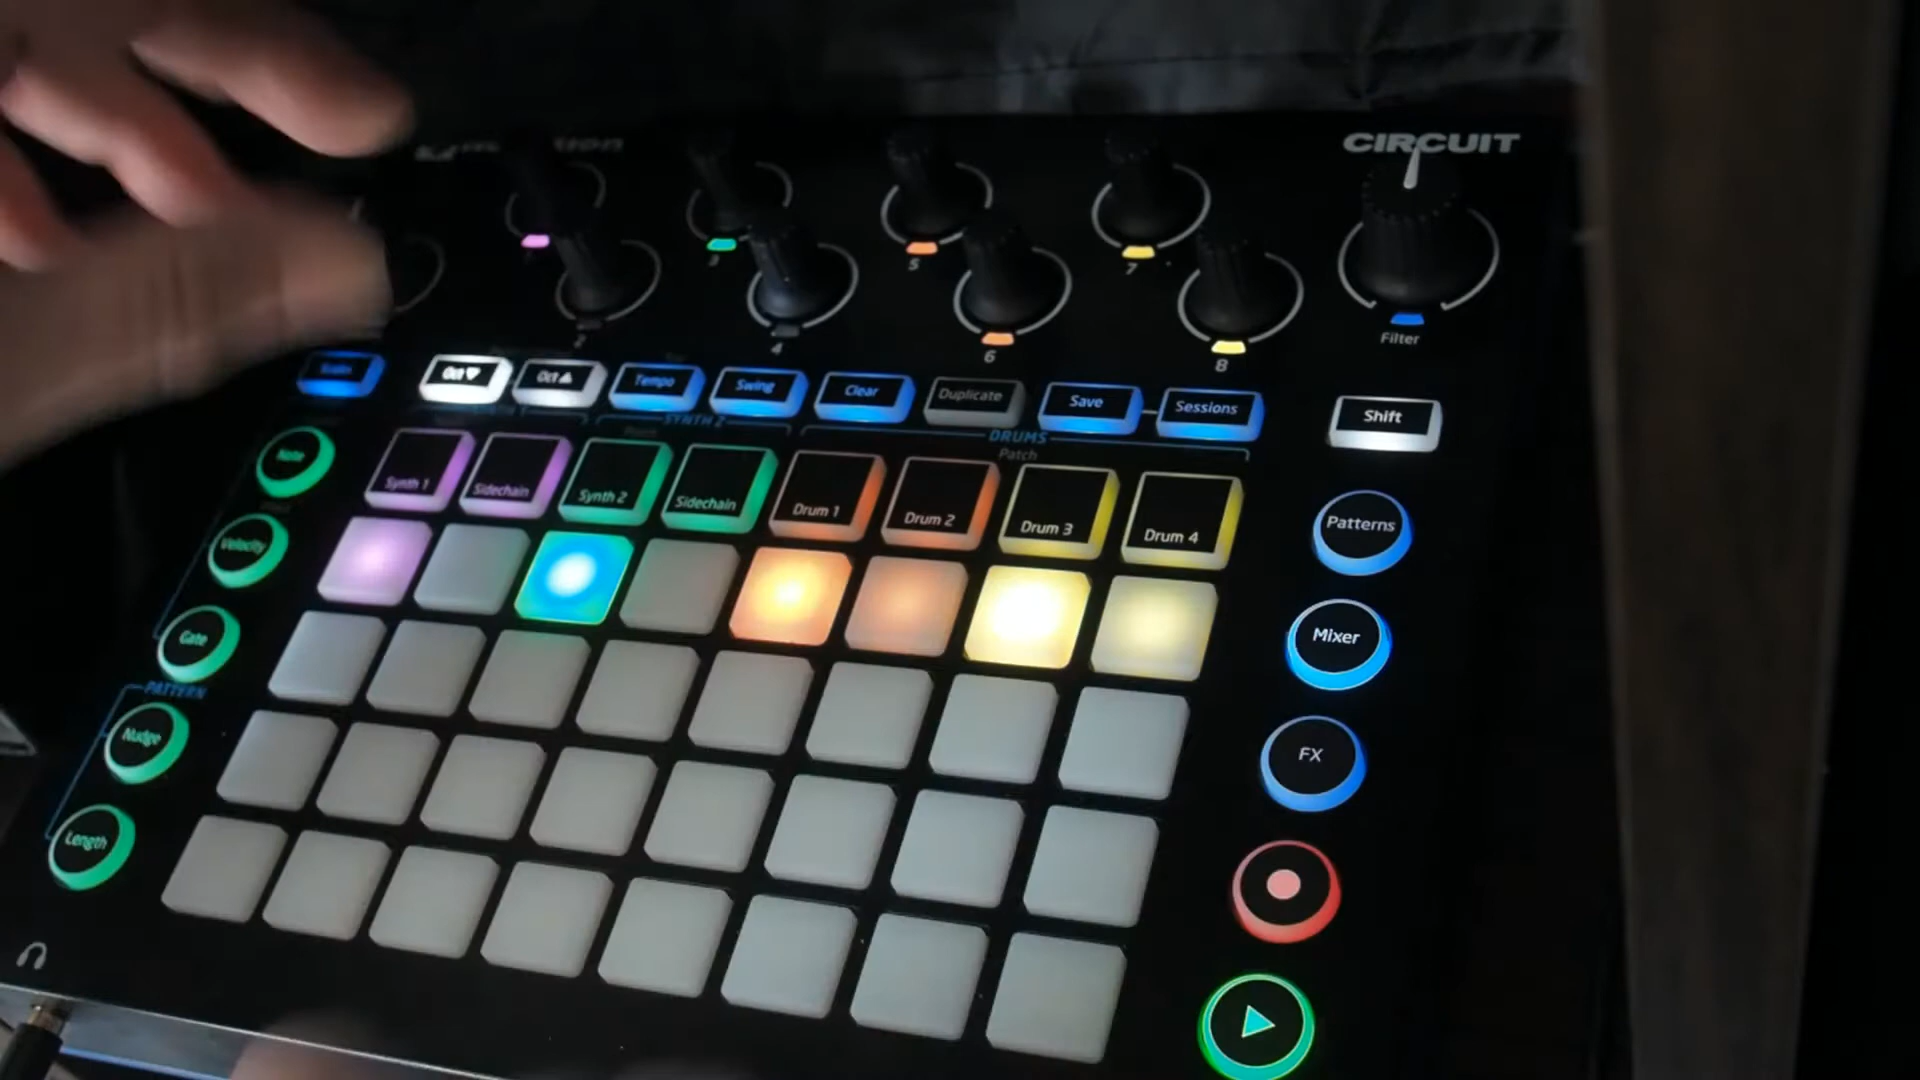 CIRCUIT
3
5
7
2
4
6
8
Filter
Scales
Oct▼
Oct▲
Tempo
Swing
Clear
Duplicate
Save
Sessions
Shift
SYNTH 2
DRUMS
Patch
Note
Synth 1
Sidechain
Synth 2
Sidechain
Drum 1
Drum 2
Drum 3
Drum 4
Patterns
Velocity
Gate
Mixer
PATTERN
Nudge
FX
Length